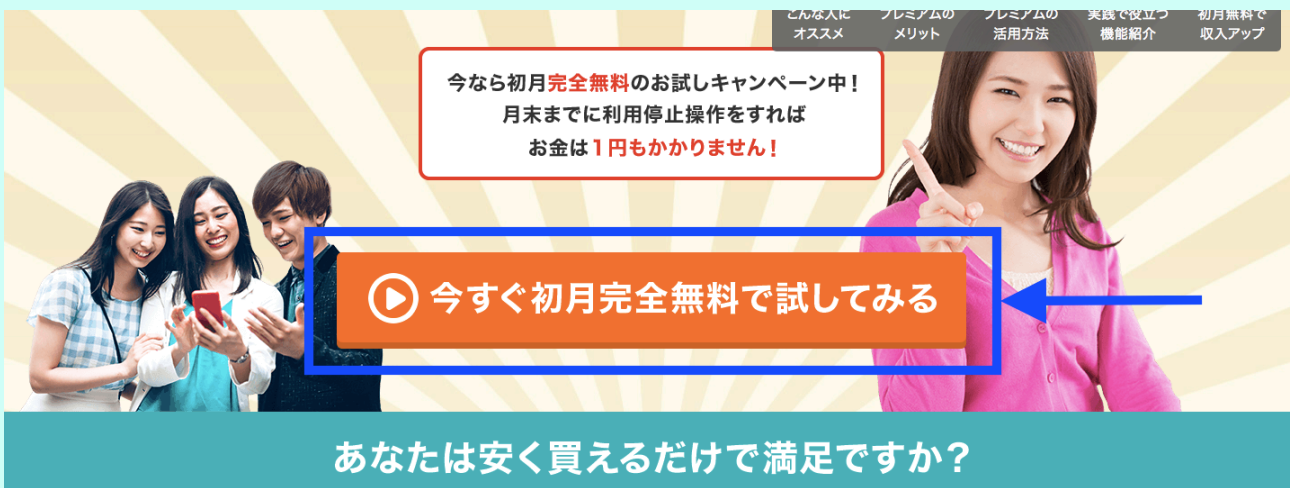 こんな人に
オススメ
プレミアムの
メリット
プレミアムの
活用方法
実践で役立つ
機能紹介
初月無料で
収入アップ
今なら初月完全無料のお試しキャンペーン中！
月末までに利用停止操作をすれば
お金は1円もかかりません！
今すぐ初月完全無料で試してみる
あなたは安く買えるだけで満足ですか？